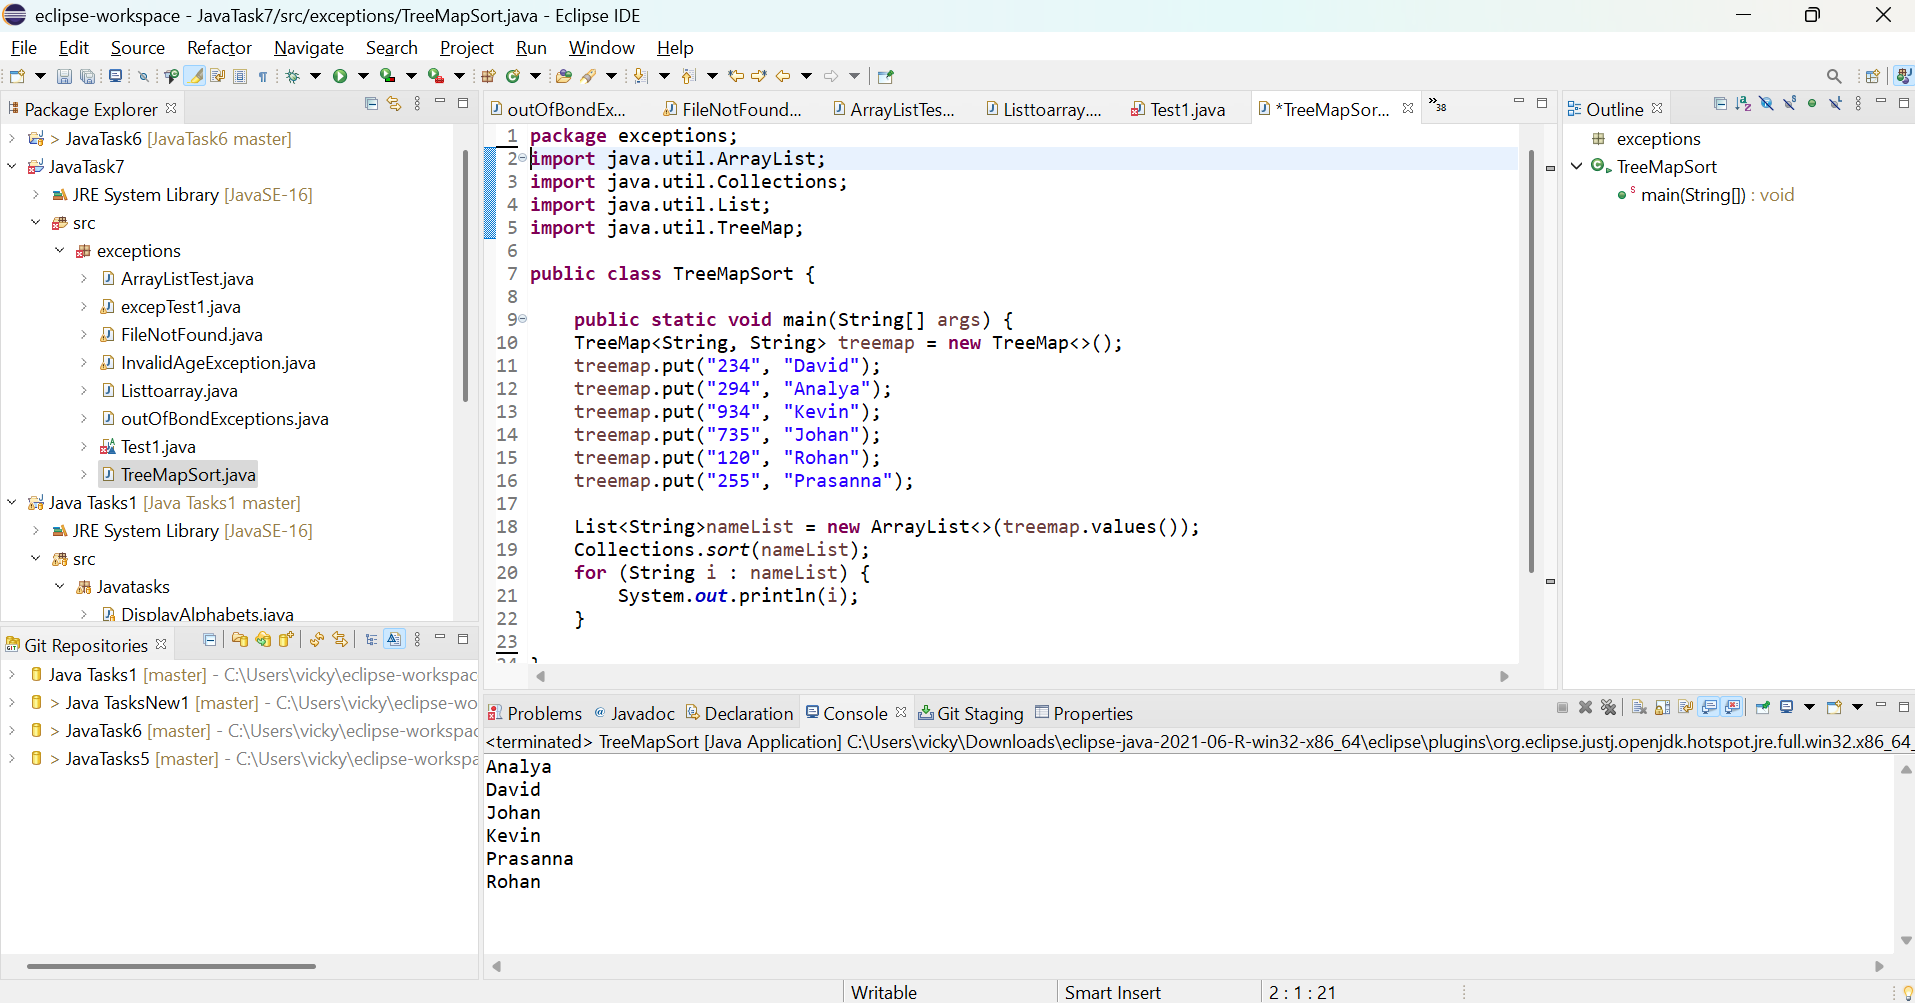 eclipse-workspace - JavaTask7/src/exceptions/TreeMapSort.java - Eclipse IDE
File Edit Source Refactor Navigate Search Project Run Window Help
Package Explorer
> JavaTask6 [JavaTask6 master]
JavaTask7
JRE System Library [JavaSE-16]
src
exceptions
ArrayListTest.java
excepTest1.java
FileNotFound.java
InvalidAgeException.java
Listtoarray.java
outOfBondExceptions.java
Test1.java
TreeMapSort.java
Java Tasks1 [Java Tasks1 master]
JRE System Library [JavaSE-16]
src
Javatasks
DisplayAlphabets.java
Git Repositories
Java Tasks1 [master] - C:\Users\vicky\eclipse-workspac
> Java TasksNew1 [master] - C:\Users\vicky\eclipse-wo
> JavaTask6 [master] - C:\Users\vicky\eclipse-workspac
> JavaTasks5 [master] - C:\Users\vicky\eclipse-workspa
outOfBondEx... FileNotFound... ArrayListTes... Listtoarray.... Test1.java *TreeMapSor... »38
1 package exceptions;
2 import java.util.ArrayList;
3 import java.util.Collections;
4 import java.util.List;
5 import java.util.TreeMap;
6
7 public class TreeMapSort {
8
9 public static void main(String[] args) {
10 TreeMap<String, String> treemap = new TreeMap<>();
11 treemap.put("234", "David");
12 treemap.put("294", "Analya");
13 treemap.put("934", "Kevin");
14 treemap.put("735", "Johan");
15 treemap.put("120", "Rohan");
16 treemap.put("255", "Prasanna");
17
18 List<String>nameList = new ArrayList<>(treemap.values());
19 Collections.sort(nameList);
20 for (String i : nameList) {
21 System.out.println(i);
22 }
23
24 }
Outline
exceptions
TreeMapSort
main(String[]) : void
Problems Javadoc Declaration Console Git Staging Properties
<terminated> TreeMapSort [Java Application] C:\Users\vicky\Downloads\eclipse-java-2021-06-R-win32-x86_64\eclipse\plugins\org.eclipse.justj.openjdk.hotspot.jre.full.win32.x86_64_
Analya
David
Johan
Kevin
Prasanna
Rohan
Writable Smart Insert 2 : 1 : 21